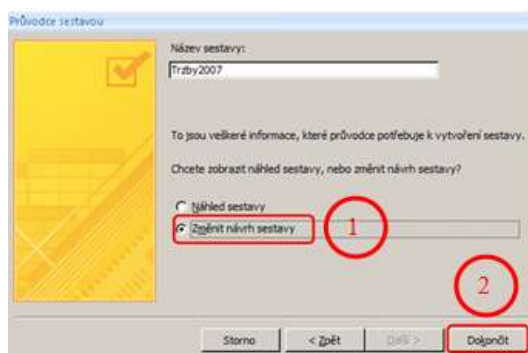 Průvodce sestavou
Název sestavy:
Trzby2007
To jsou veškeré informace, které průvodce potřebuje k vytvoření sestavy.
Chcete zobrazit náhled sestavy, nebo změnit návrh sestavy?
Náhled sestavy
Změnit návrh sestavy
1
2
Storno
< Zpět
Další >
Dokončit